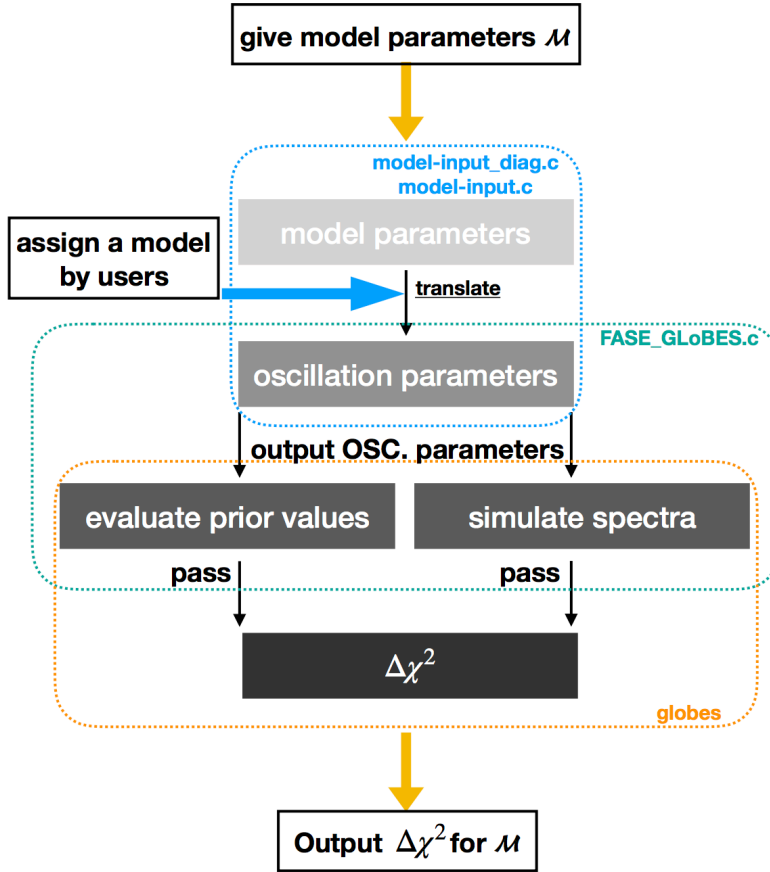 give model parameters ℳ
model-input_diag.c
model-input.c
model parameters
assign a model
by users
translate
FASE_GLoBES.c
oscillation parameters
output OSC. parameters
evaluate prior values
simulate spectra
pass
pass
Δχ²
globes
Output Δχ² for ℳ